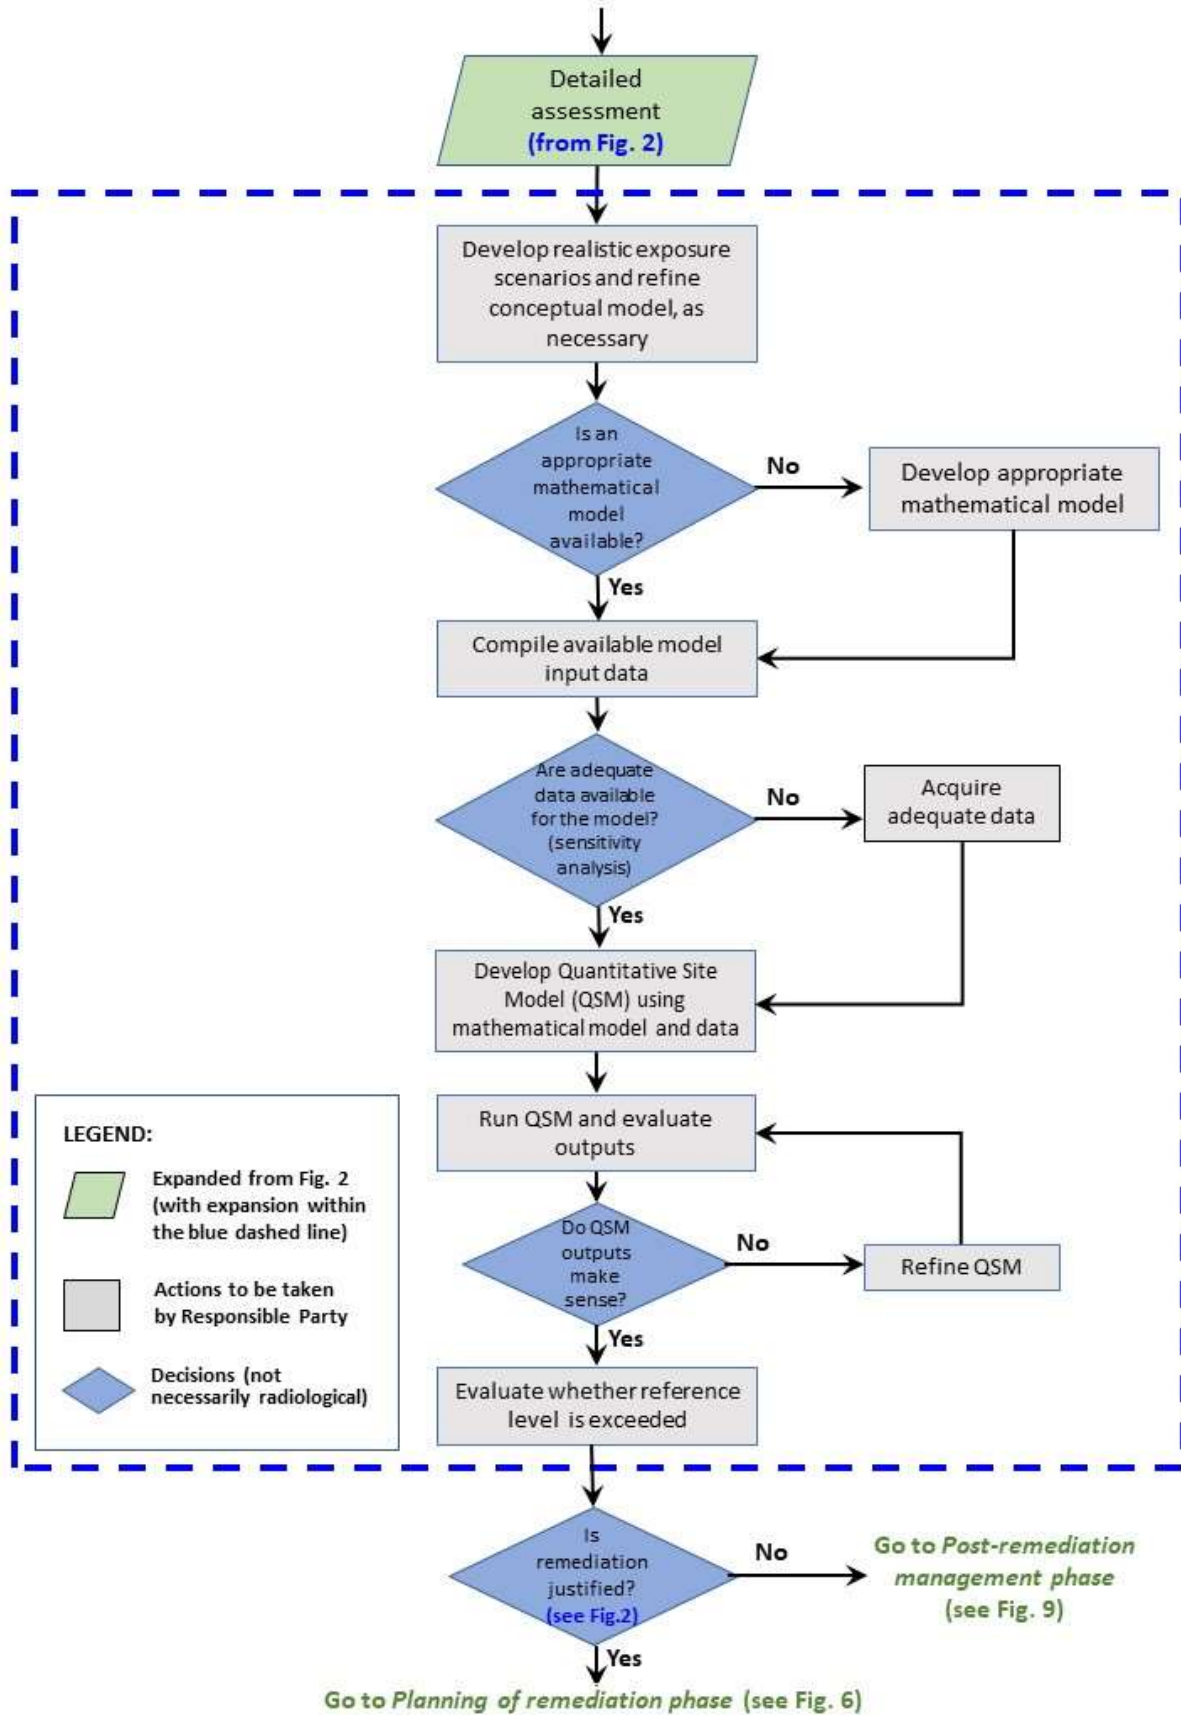 Detailed
assessment
(from Fig. 2)
Develop realistic exposure
scenarios and refine
conceptual model, as
necessary
Is an
appropriate
mathematical
model
available?
No
Develop appropriate
mathematical model
Yes
Compile available model
input data
Are adequate
data available
for the model?
(sensitivity
analysis)
No
Acquire
adequate data
Yes
Develop Quantitative Site
Model (QSM) using
mathematical model and data
Run QSM and evaluate
outputs
Do QSM
outputs
make
sense?
No
Refine QSM
Yes
Evaluate whether reference
level is exceeded
LEGEND:
Expanded from Fig. 2
(with expansion within
the blue dashed line)
Actions to be taken
by Responsible Party
Decisions (not
necessarily radiological)
Is
remediation
justified?
(see Fig.2)
No
Go to Post-remediation
management phase
(see Fig. 9)
Yes
Go to Planning of remediation phase (see Fig. 6)